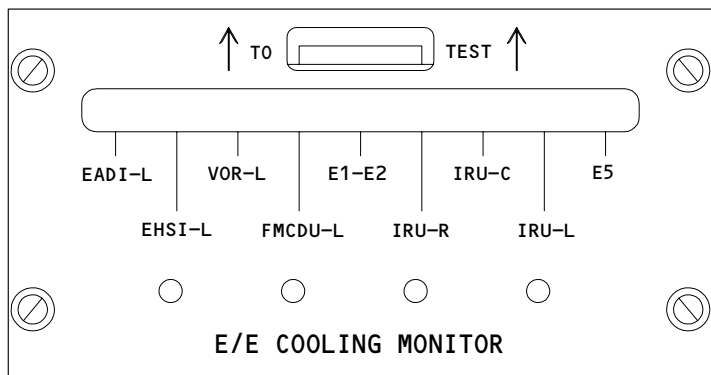 TO TEST
EADI-L VOR-L E1-E2 IRU-C E5
EHSI-L FMCDU-L IRU-R IRU-L
E/E COOLING MONITOR